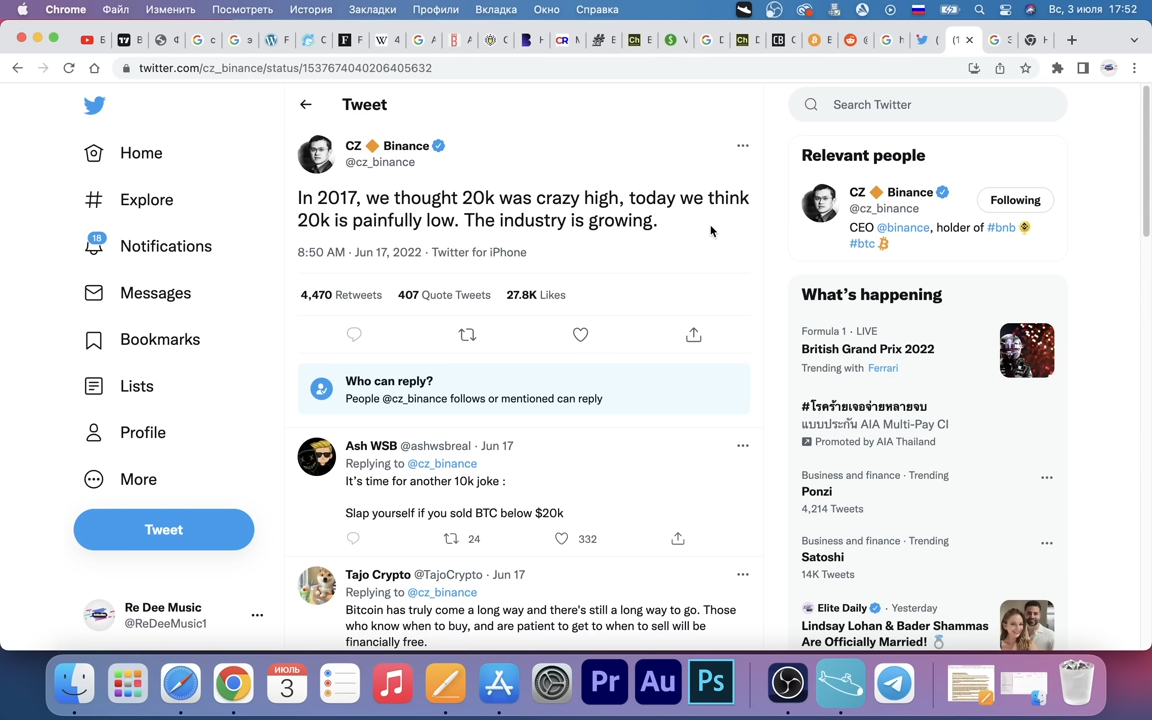 Chrome Файл Изменить Посмотреть История Закладки Профили Вкладка Окно Справка Вс, 3 июля 17:52
twitter.com/cz_binance/status/1537674040206405632
Tweet
Search Twitter
Home
Explore
18
Notifications
Messages
Bookmarks
Lists
Profile
More
Tweet
Re Dee Music
@ReDeeMusic1
CZ Binance
@cz_binance
In 2017, we thought 20k was crazy high, today we think
20k is painfully low. The industry is growing.
8:50 AM · Jun 17, 2022 · Twitter for iPhone
4,470 Retweets 407 Quote Tweets 27.8K Likes
Who can reply?
People @cz_binance follows or mentioned can reply
Ash WSB @ashwsbreal · Jun 17
Replying to @cz_binance
It's time for another 10k joke :
Slap yourself if you sold BTC below $20k
24 332
Tajo Crypto @TajoCrypto · Jun 17
Replying to @cz_binance
Bitcoin has truly come a long way and there's still a long way to go. Those
who know when to buy, and are patient to get to when to sell will be
financially free.
Relevant people
CZ Binance
@cz_binance
Following
CEO @binance, holder of #bnb
#btc
What's happening
Formula 1 · LIVE
British Grand Prix 2022
Trending with Ferrari
#โรคร้ายเจอจ่ายหลายจบ
แบบประกัน AIA Multi-Pay CI
Promoted by AIA Thailand
Business and finance · Trending
Ponzi
4,214 Tweets
Business and finance · Trending
Satoshi
14K Tweets
Elite Daily · Yesterday
Lindsay Lohan & Bader Shammas
Are Officially Married!
ИЮЛЬ
3
Pr Au Ps